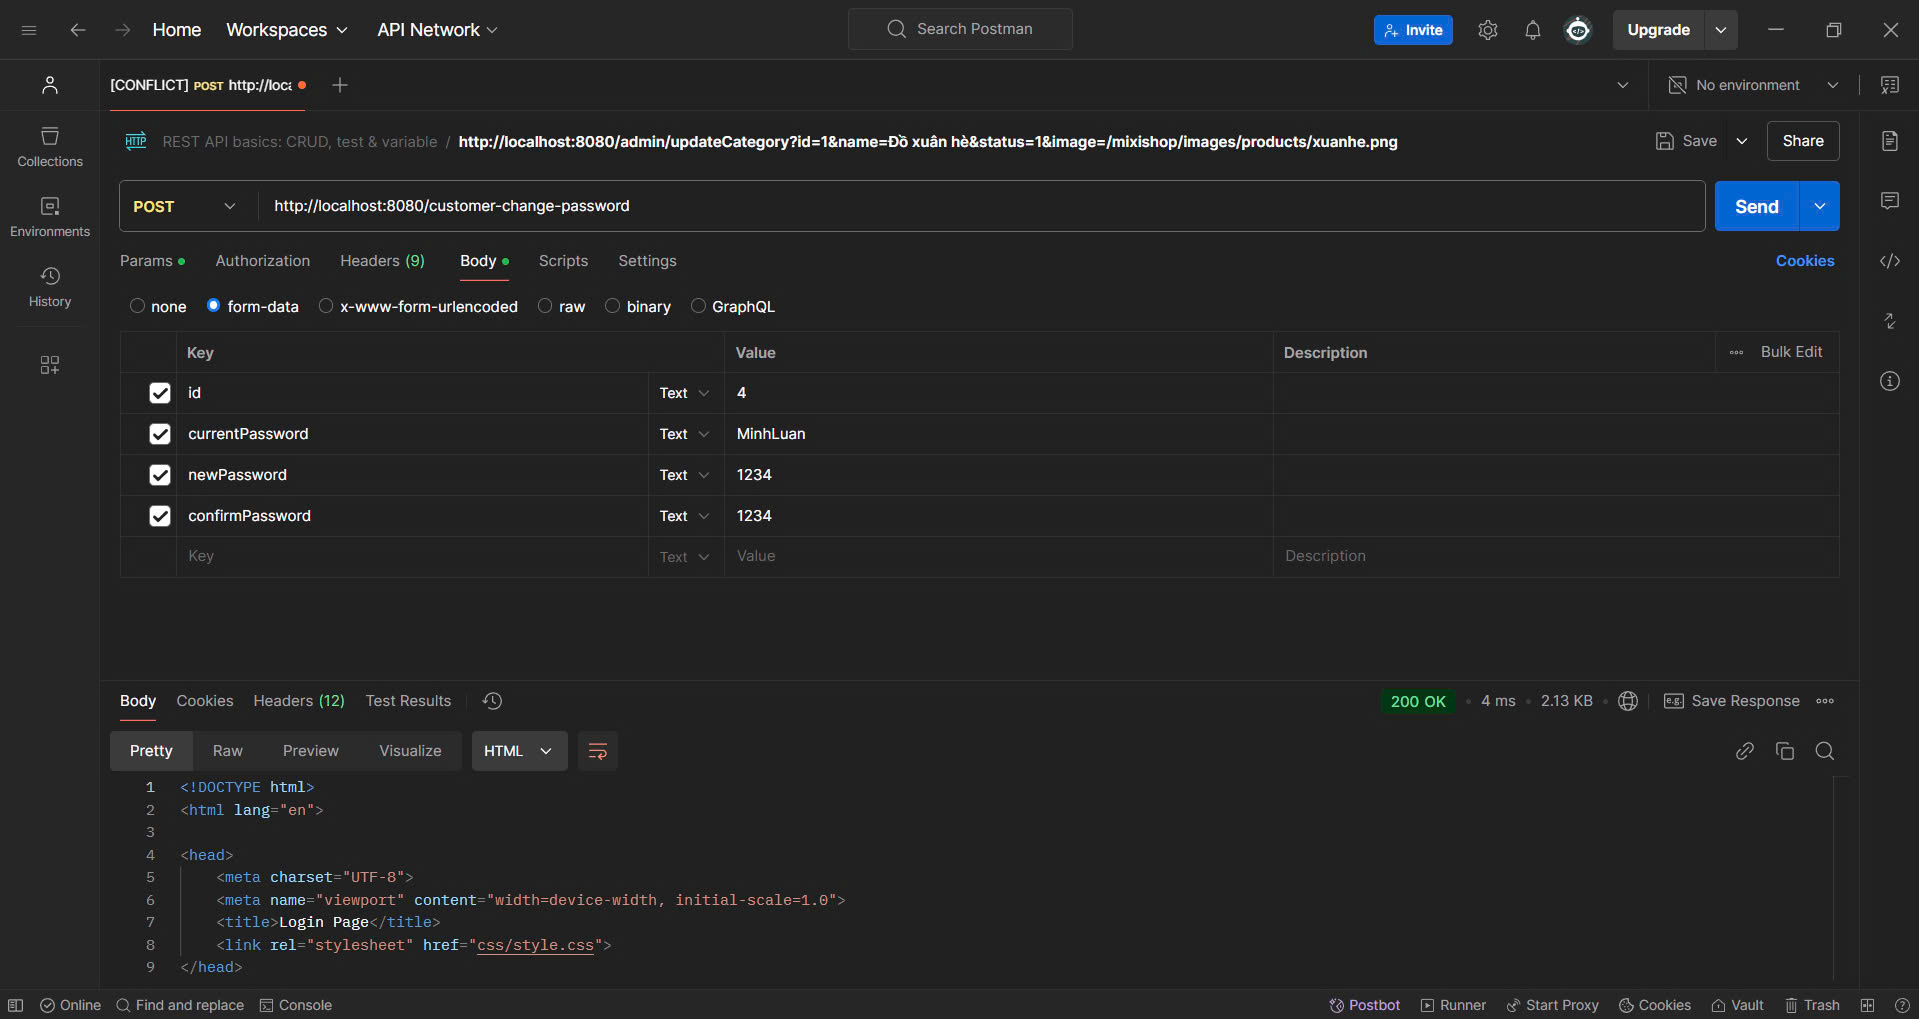 Home Workspaces API Network Search Postman Invite Upgrade
[CONFLICT] POST http://loca No environment
HTTP REST API basics: CRUD, test & variable / http://localhost:8080/admin/updateCategory?id=1&name=Đồ xuân hè&status=1&image=/mixishop/images/products/xuanhe.png Save Share
Collections
POST http://localhost:8080/customer-change-password Send
Environments
Params Authorization Headers (9) Body Scripts Settings Cookies
History
none form-data x-www-form-urlencoded raw binary GraphQL
Key Value Description Bulk Edit
id Text 4
currentPassword Text MinhLuan
newPassword Text 1234
confirmPassword Text 1234
Key Text Value Description
Body Cookies Headers (12) Test Results 200 OK 4 ms 2.13 KB e.g. Save Response
Pretty Raw Preview Visualize HTML
1 <!DOCTYPE html>
2 <html lang="en">
3
4 <head>
5 <meta charset="UTF-8">
6 <meta name="viewport" content="width=device-width, initial-scale=1.0">
7 <title>Login Page</title>
8 <link rel="stylesheet" href="css/style.css">
9 </head>
Online Find and replace Console Postbot Runner Start Proxy Cookies Vault Trash